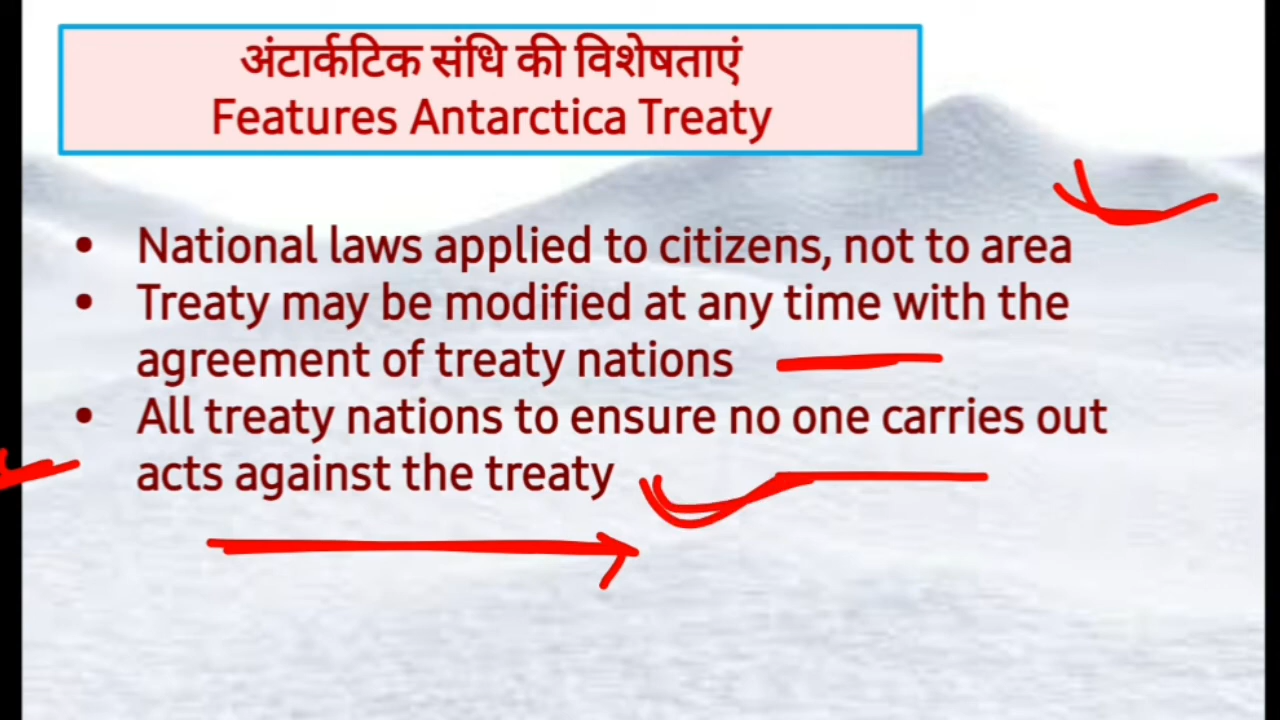 अंटार्कटिक संधि की विशेषताएं
Features Antarctica Treaty
• National laws applied to citizens, not to area
• Treaty may be modified at any time with the
agreement of treaty nations
• All treaty nations to ensure no one carries out
acts against the treaty